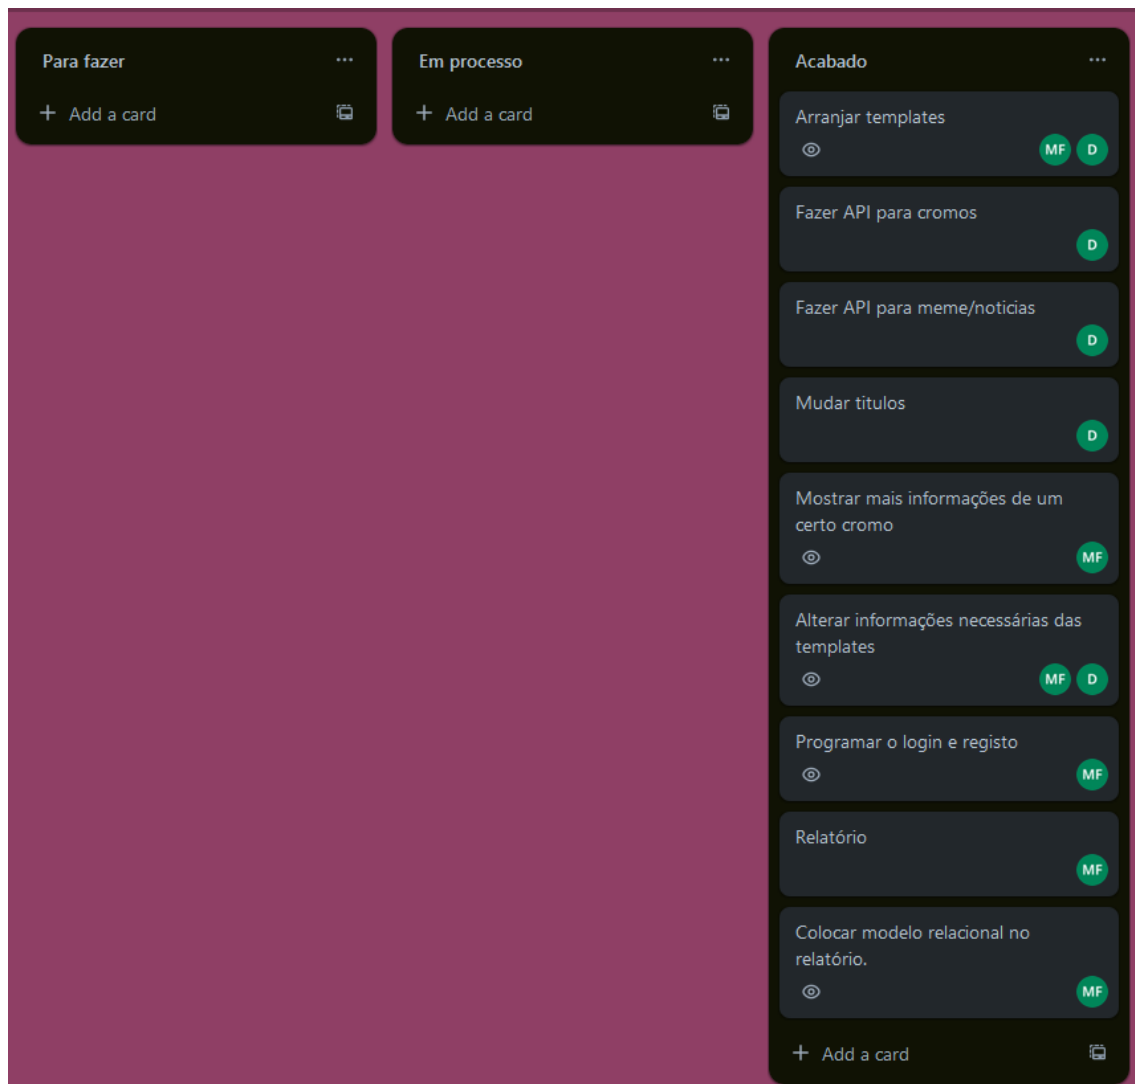 Para fazer
+ Add a card
Em processo
+ Add a card
Acabado
Arranjar templates
MF D
Fazer API para cromos
D
Fazer API para meme/noticias
D
Mudar titulos
D
Mostrar mais informações de um
certo cromo
MF
Alterar informações necessárias das
templates
MF D
Programar o login e registo
MF
Relatório
MF
Colocar modelo relacional no
relatório.
MF
+ Add a card